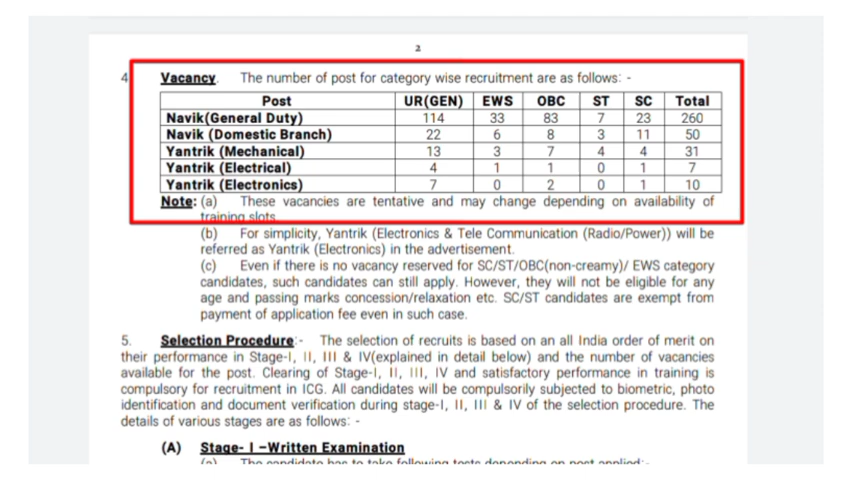 2
4. Vacancy. The number of post for category wise recruitment are as follows: -
Post UR(GEN) EWS OBC ST SC Total
Navik(General Duty) 114 33 83 7 23 260
Navik (Domestic Branch) 22 6 8 3 11 50
Yantrik (Mechanical) 13 3 7 4 4 31
Yantrik (Electrical) 4 1 1 0 1 7
Yantrik (Electronics) 7 0 2 0 1 10
Note: (a) These vacancies are tentative and may change depending on availability of
training slots.
(b) For simplicity, Yantrik (Electronics & Tele Communication (Radio/Power)) will be
referred as Yantrik (Electronics) in the advertisement.
(c) Even if there is no vacancy reserved for SC/ST/OBC(non-creamy)/ EWS category
candidates, such candidates can still apply. However, they will not be eligible for any
age and passing marks concession/relaxation etc. SC/ST candidates are exempt from
payment of application fee even in such case.
5. Selection Procedure:- The selection of recruits is based on an all India order of merit on
their performance in Stage-I, II, III & IV(explained in detail below) and the number of vacancies
available for the post. Clearing of Stage-I, II, III, IV and satisfactory performance in training is
compulsory for recruitment in ICG. All candidates will be compulsorily subjected to biometric, photo
identification and document verification during stage-I, II, III & IV of the selection procedure. The
details of various stages are as follows: -
(A) Stage- I –Written Examination
(a) The candidate has to take following tests depending on post applied:-